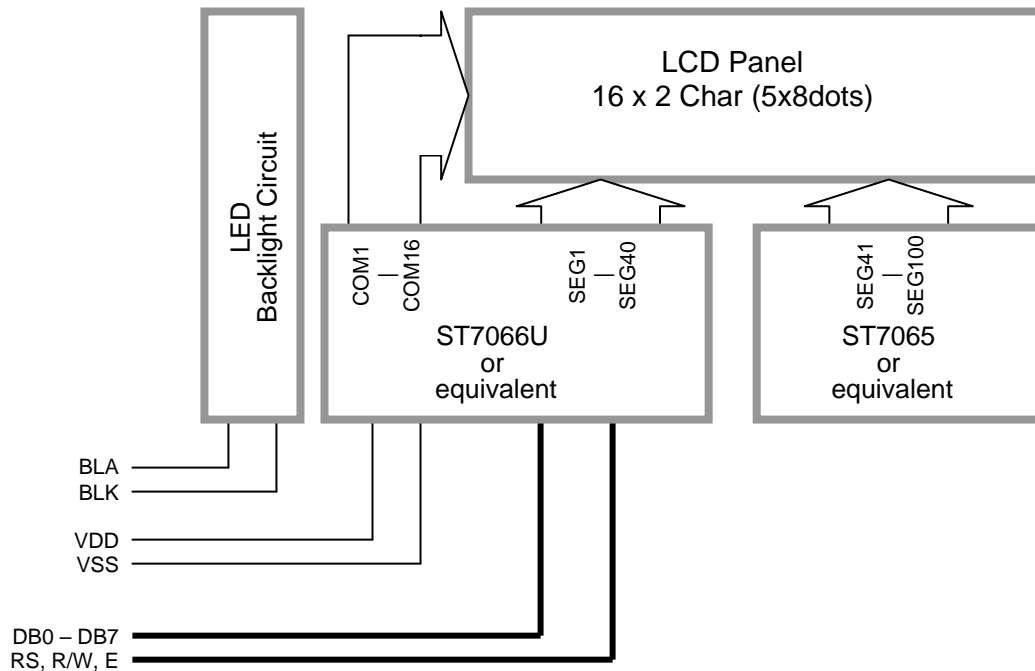 LCD Panel
16 x 2 Char (5x8dots)
LED
Backlight Circuit
COM1
—
COM16
SEG1
—
SEG40
ST7066U
or
equivalent
SEG41
—
SEG100
ST7065
or
equivalent
BLA
BLK
VDD
VSS
DB0 – DB7
RS, R/W, E